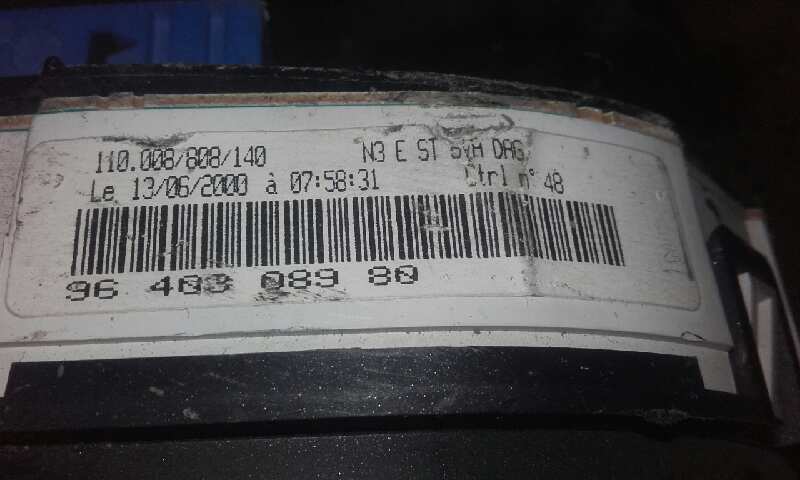 110.008/808/140 N3 E ST DAG
Le 13/06/2000 à 07:58:31 Ctrl n° 48
96 403 089 80